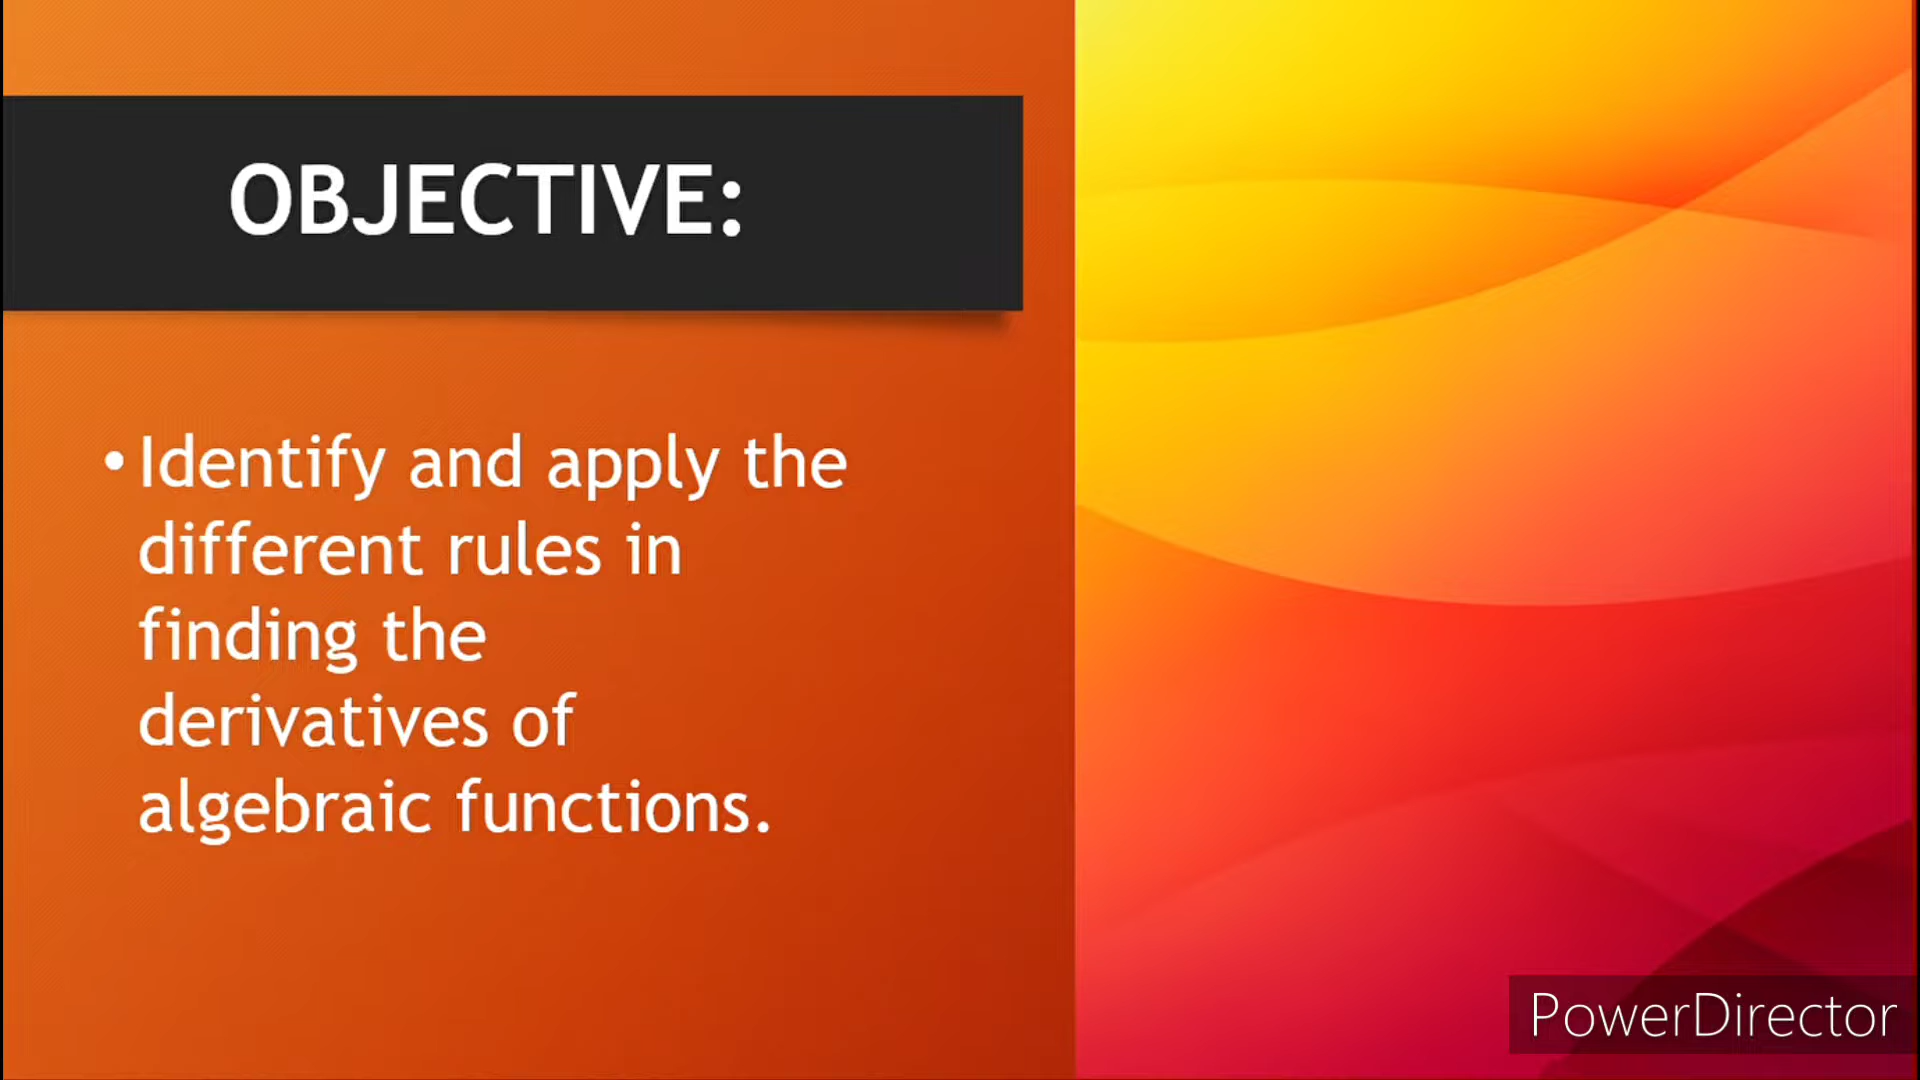 OBJECTIVE:
• Identify and apply the
different rules in
finding the
derivatives of
algebraic functions.
PowerDirector